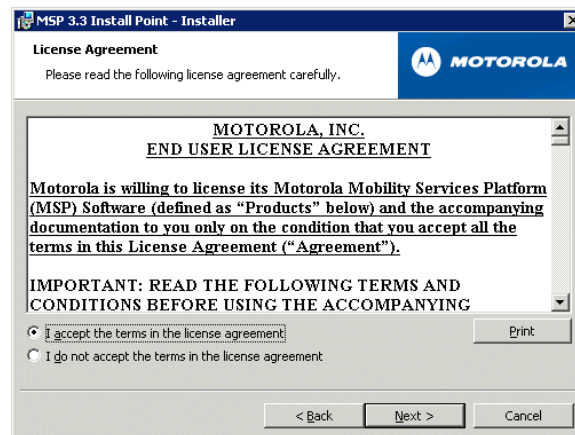 MSP 3.3 Install Point - Installer
License Agreement
Please read the following license agreement carefully.
MOTOROLA
MOTOROLA, INC.
END USER LICENSE AGREEMENT
Motorola is willing to license its Motorola Mobility Services Platform
(MSP) Software (defined as “Products” below) and the accompanying
documentation to you only on the condition that you accept all the
terms in this License Agreement (“Agreement”).
IMPORTANT: READ THE FOLLOWING TERMS AND
CONDITIONS BEFORE USING THE ACCOMPANYING
I accept the terms in the license agreement
Print
I do not accept the terms in the license agreement
< Back
Next >
Cancel